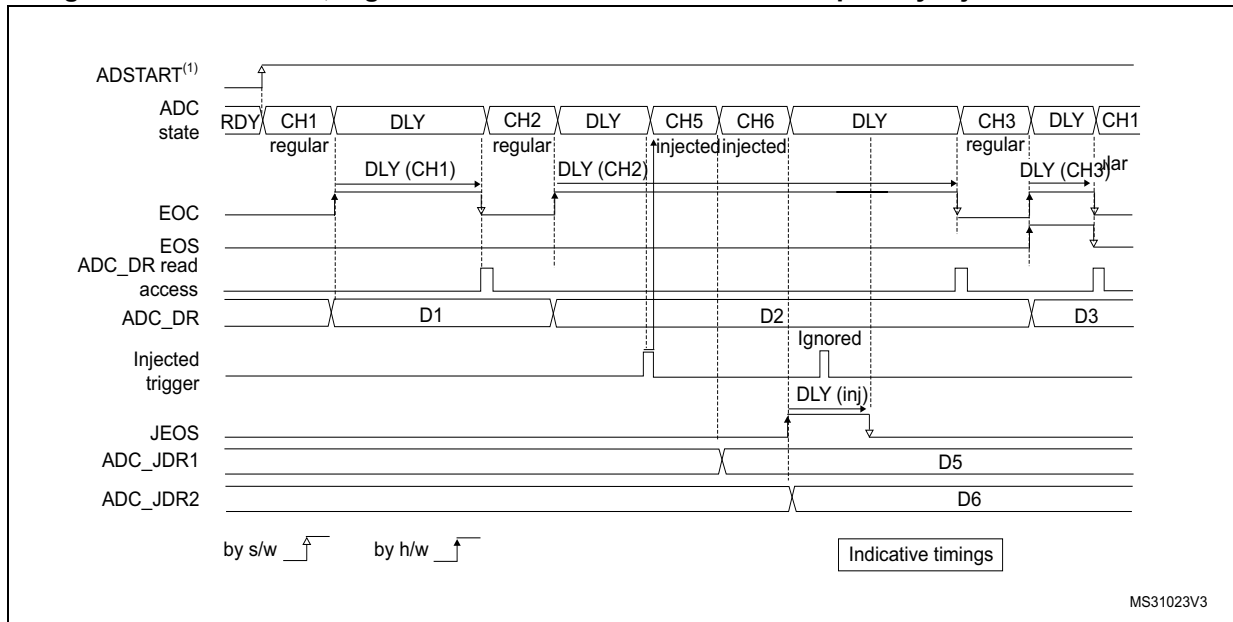 ADSTART(1)
ADC state
RDY CH1 DLY CH2 DLY CH5 CH6 DLY CH3 DLY CH1
regular regular injected injected regular
DLY (CH1) DLY (CH2) DLY (CH3)
EOC
EOS
ADC_DR read access
ADC_DR D1 D2 D3
Ignored
Injected trigger
DLY (inj)
JEOS
ADC_JDR1 D5
ADC_JDR2 D6
by s/w by h/w Indicative timings
MS31023V3